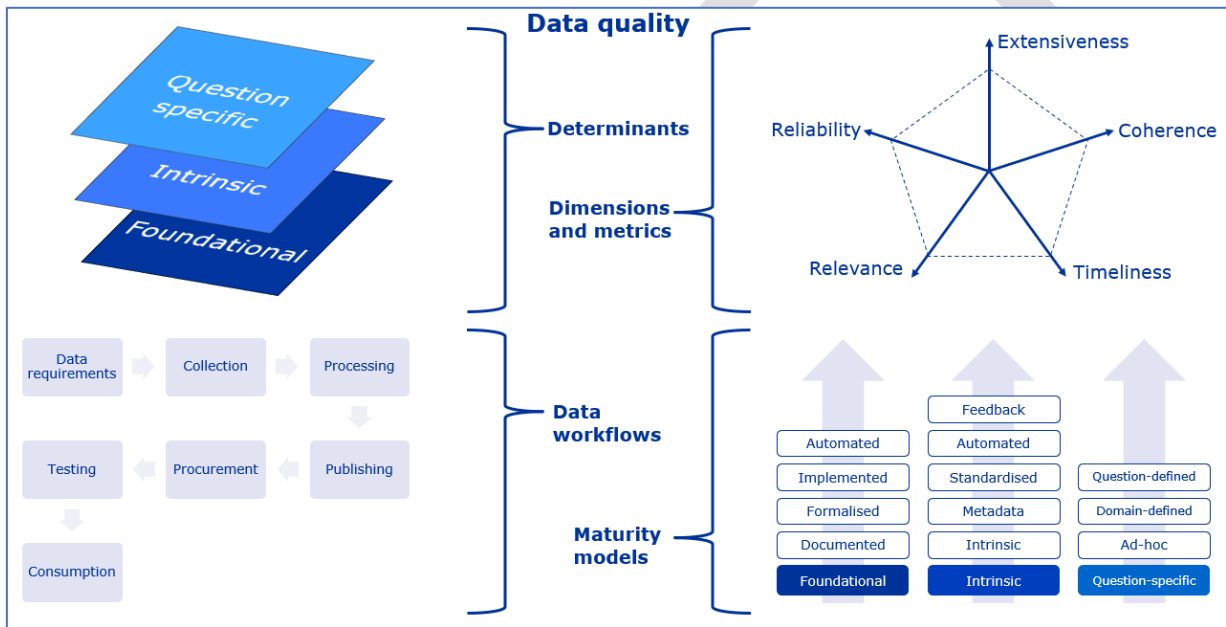 Data quality
Question
specific
Intrinsic
Foundational
Determinants
Dimensions
and metrics
Extensiveness
Reliability
Coherence
Relevance
Timeliness
Data
requirements
Collection
Processing
Testing
Procurement
Publishing
Consumption
Data
workflows
Maturity
models
Automated
Implemented
Formalised
Documented
Foundational
Feedback
Automated
Standardised
Metadata
Intrinsic
Intrinsic
Question-defined
Domain-defined
Ad-hoc
Question-specific